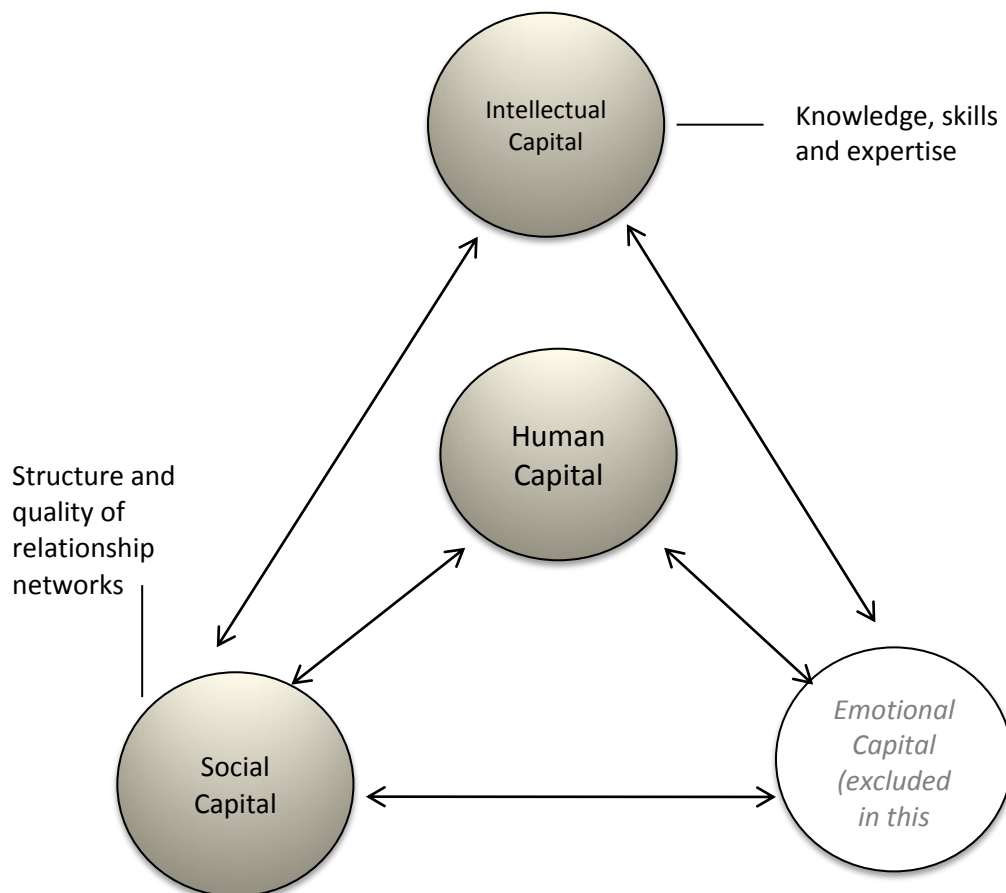 Intellectual
Capital
Knowledge, skills
and expertise
Human
Capital
Structure and
quality of
relationship
networks
Social
Capital
Emotional
Capital
(excluded
in this